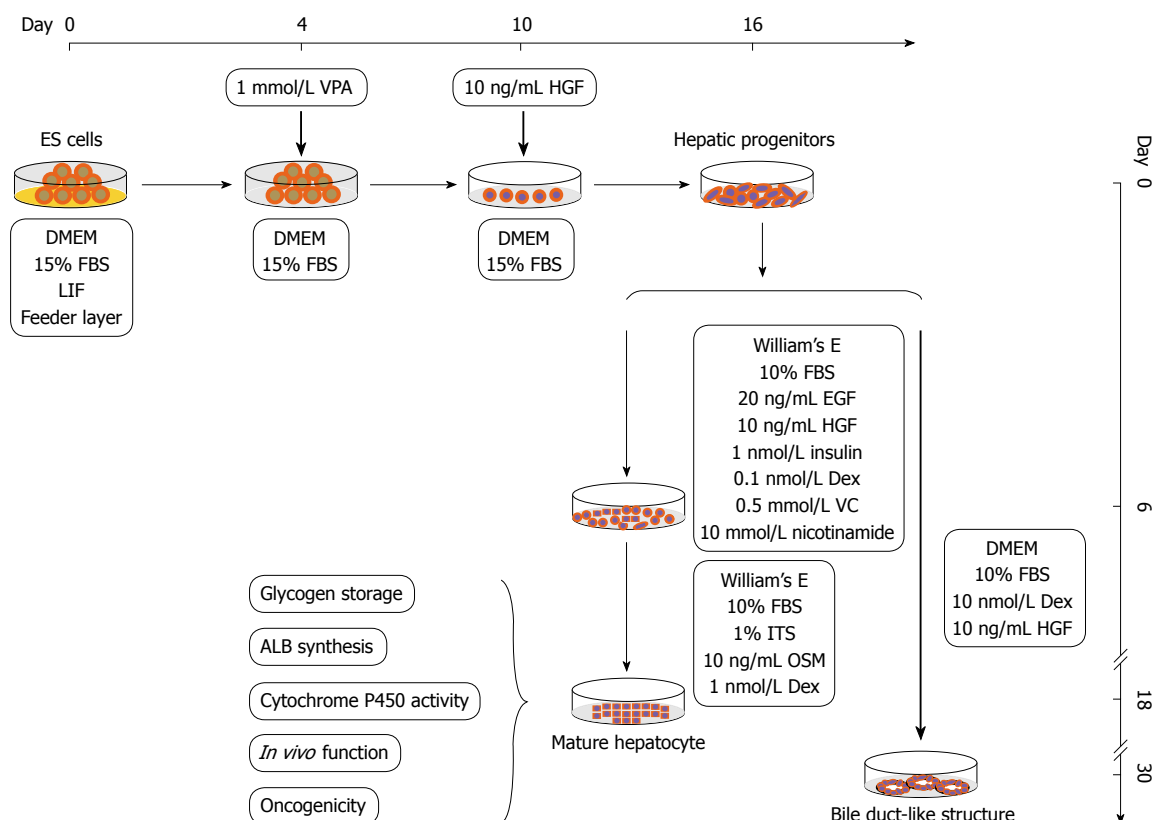 Day 0 4 10 16
1 mmol/L VPA
10 ng/mL HGF
ES cells
Hepatic progenitors
DMEM
15% FBS
LIF
Feeder layer
DMEM
15% FBS
DMEM
15% FBS
William's E
10% FBS
20 ng/mL EGF
10 ng/mL HGF
1 nmol/L insulin
0.1 nmol/L Dex
0.5 mmol/L VC
10 mmol/L nicotinamide
William's E
10% FBS
1% ITS
10 ng/mL OSM
1 nmol/L Dex
DMEM
10% FBS
10 nmol/L Dex
10 ng/mL HGF
Glycogen storage
ALB synthesis
Cytochrome P450 activity
In vivo function
Oncogenicity
Mature hepatocyte
Bile duct-like structure
Day 0 6 18 30